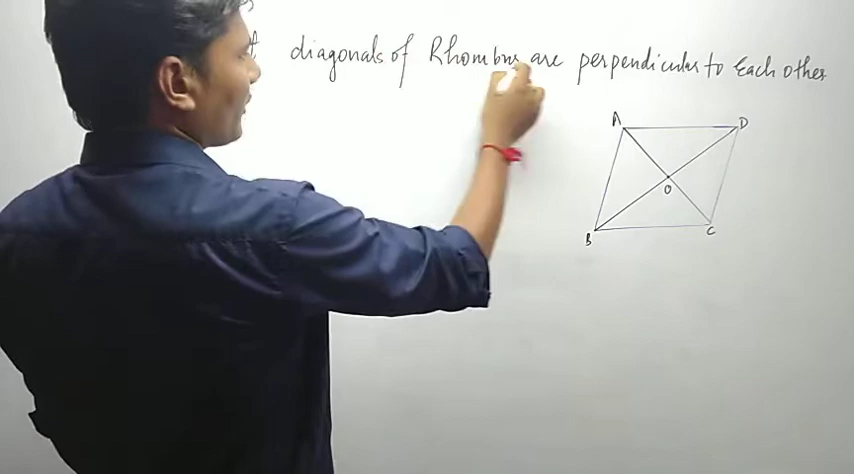 diagonals of Rhombus are perpendicular to Each other
A D
O
B C